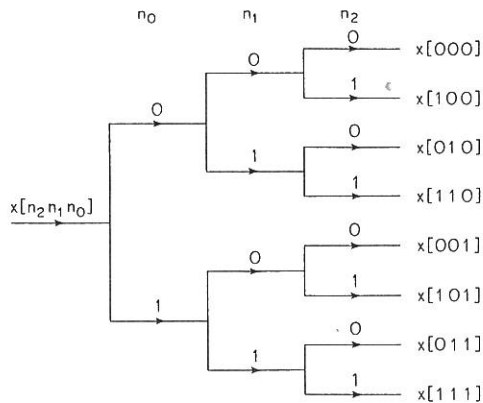 n₀ n₁ n₂
0 x[000]
0
1 x[100]
0
0 x[010]
1
1 x[110]
x[n₂n₁n₀]
0 x[001]
0
1 x[101]
1
0 x[011]
1
1 x[111]